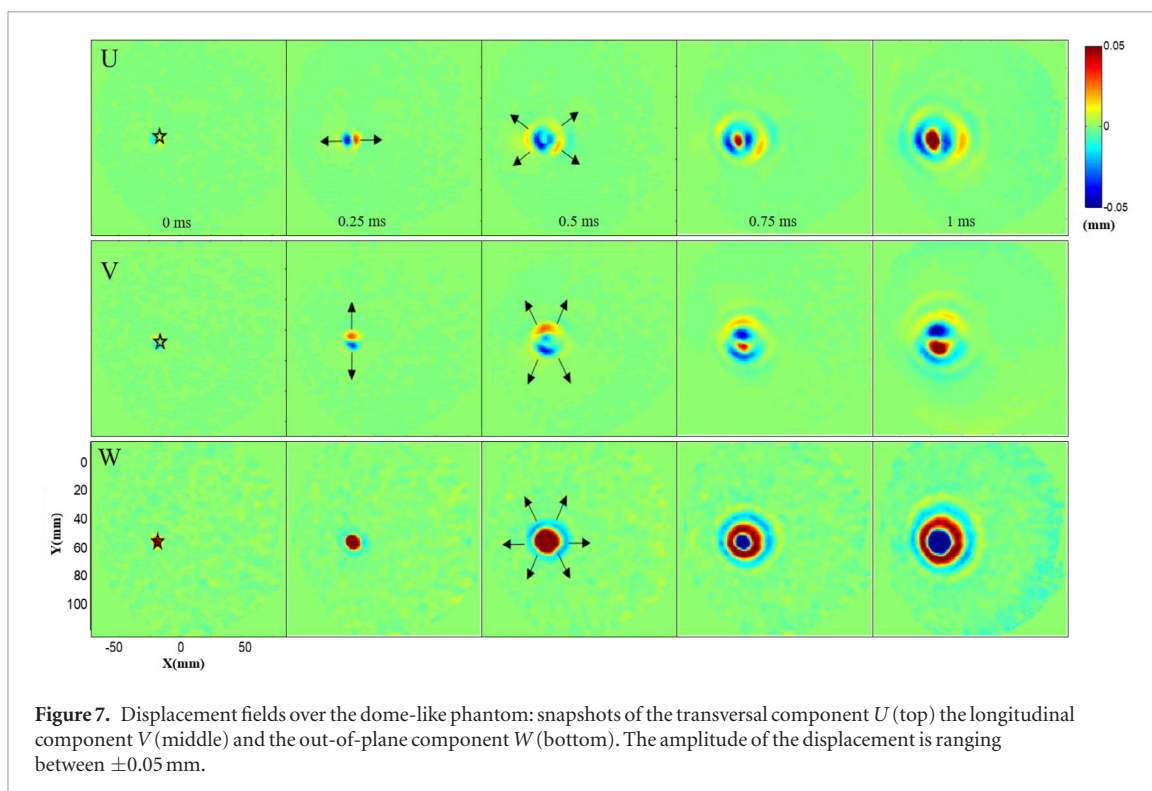 U
0 ms
0.25 ms
0.5 ms
0.75 ms
1 ms
0.05
0
-0.05
(mm)
V
W
0
20
40
60
80
100
Y(mm)
-50
0
50
X(mm)
Figure 7. Displacement fields over the dome-like phantom: snapshots of the transversal component U (top) the longitudinal
component V (middle) and the out-of-plane component W (bottom). The amplitude of the displacement is ranging
between ±0.05 mm.